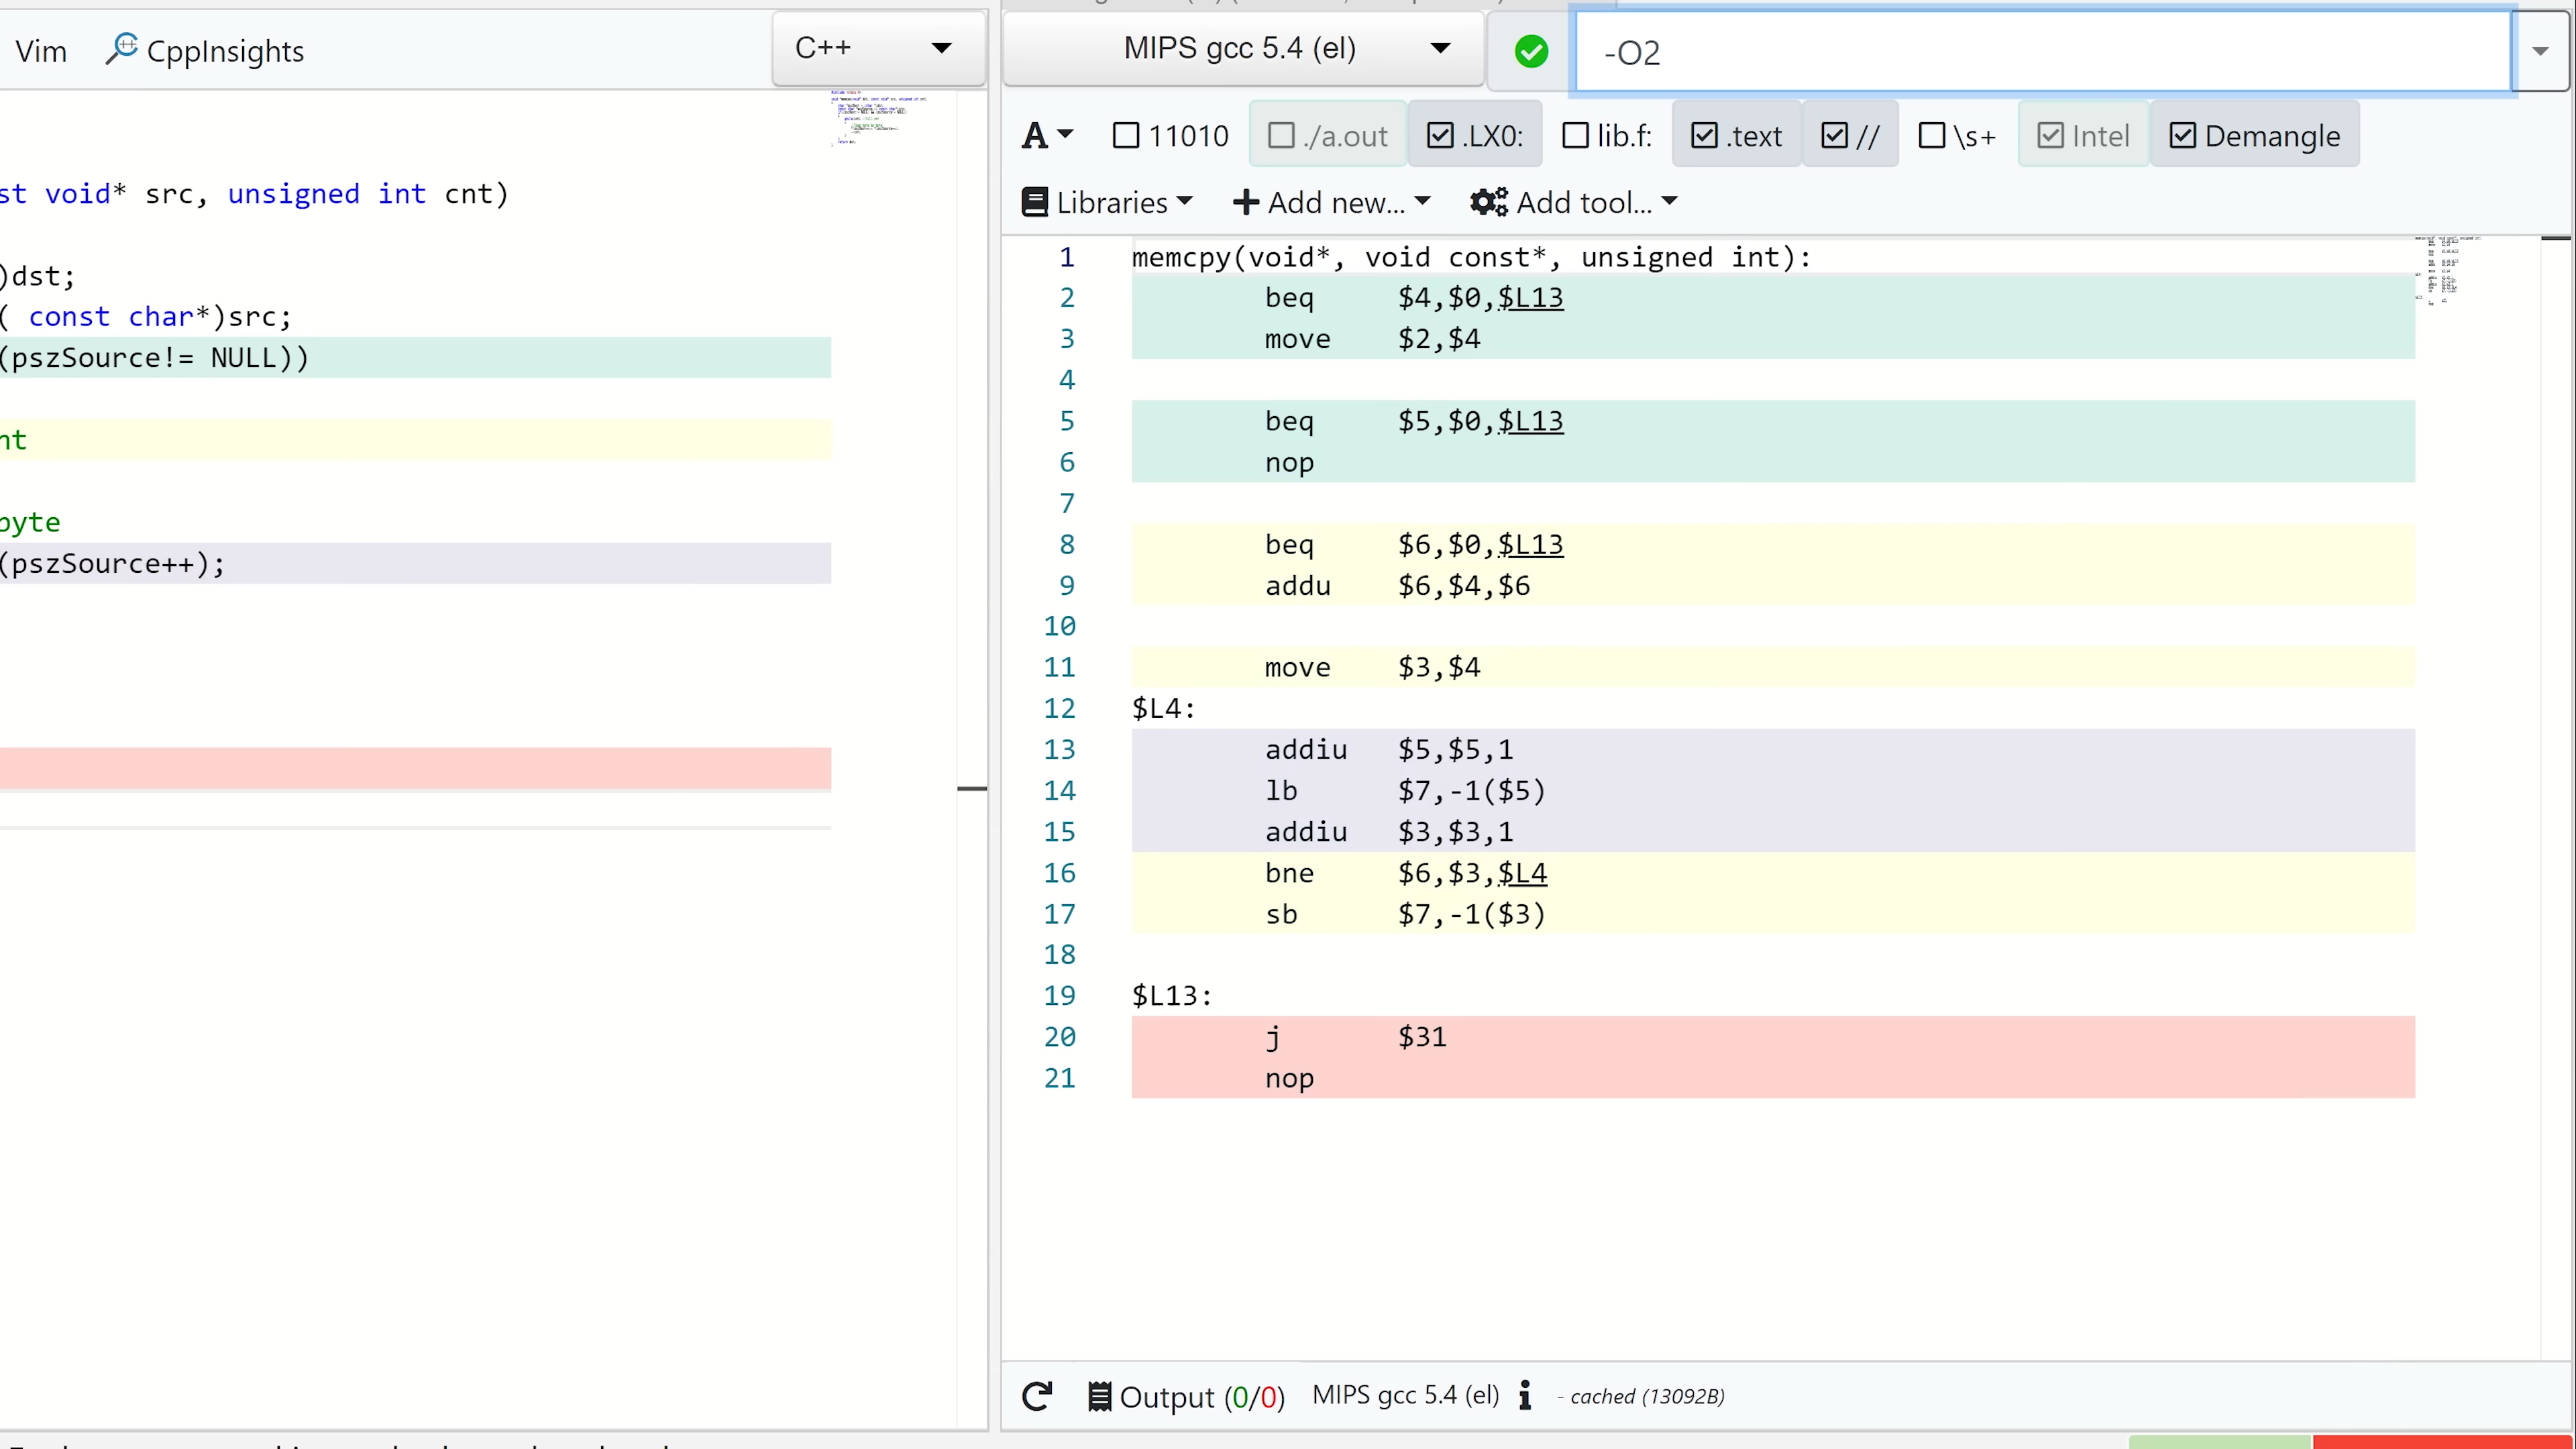 Vim CppInsights C++
st void* src, unsigned int cnt)
)dst;
( const char*)src;
(pszSource!= NULL))
nt
byte
(pszSource++);
MIPS gcc 5.4 (el) -O2
A 11010 ./a.out .LX0: lib.f: .text // \s+ Intel Demangle
Libraries + Add new... Add tool...
1 memcpy(void*, void const*, unsigned int):
2 beq $4,$0,$L13
3 move $2,$4
4
5 beq $5,$0,$L13
6 nop
7
8 beq $6,$0,$L13
9 addu $6,$4,$6
10
11 move $3,$4
12 $L4:
13 addiu $5,$5,1
14 lb $7,-1($5)
15 addiu $3,$3,1
16 bne $6,$3,$L4
17 sb $7,-1($3)
18
19 $L13:
20 j $31
21 nop
Output (0/0) MIPS gcc 5.4 (el) i - cached (13092B)